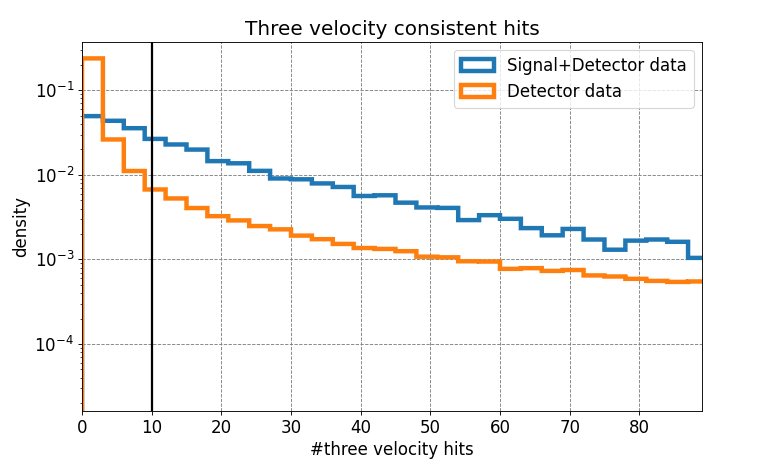 Three velocity consistent hits
Signal+Detector data
Detector data
10⁻¹
10⁻²
10⁻³
10⁻⁴
density
0 10 20 30 40 50 60 70 80
#three velocity hits